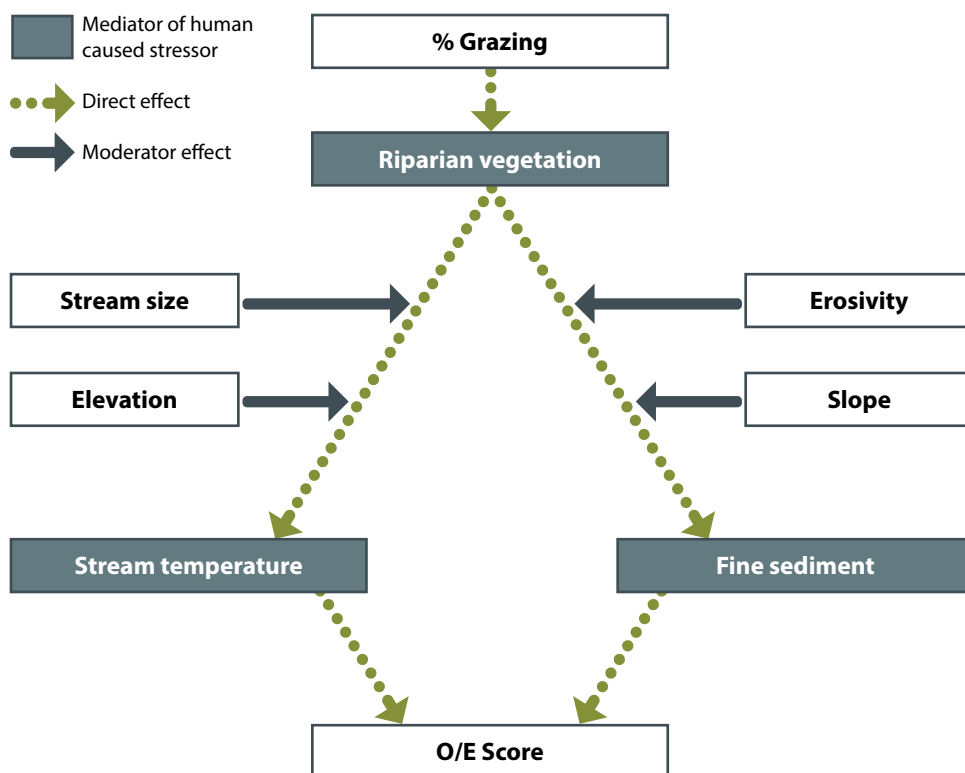 Mediator of human
caused stressor
Direct effect
Moderator effect
% Grazing
Riparian vegetation
Stream size
Erosivity
Elevation
Slope
Stream temperature
Fine sediment
O/E Score